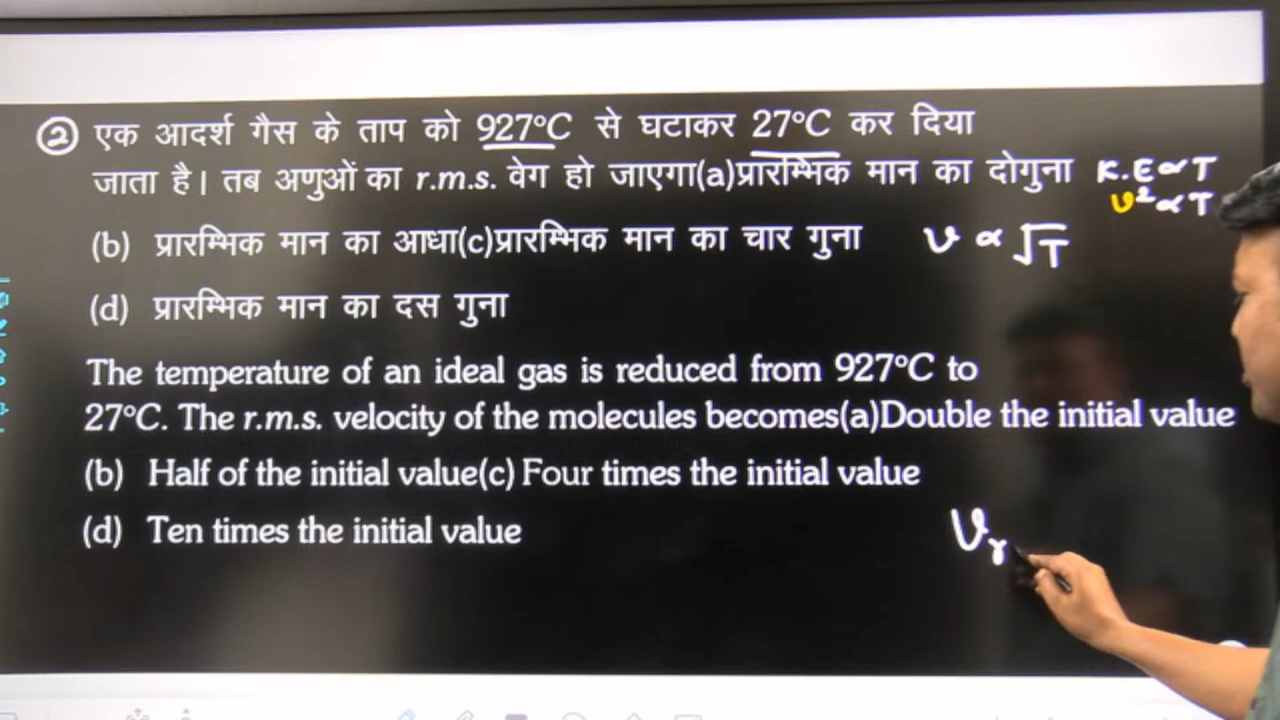 ② एक आदर्श गैस के ताप को 927°C से घटाकर 27°C कर दिया
जाता है। तब अणुओं का r.m.s. वेग हो जाएगा(a)प्रारम्भिक मान का दोगुना K.E∝T
v²∝T
(b) प्रारम्भिक मान का आधा(c)प्रारम्भिक मान का चार गुना v ∝ √T
(d) प्रारम्भिक मान का दस गुना
The temperature of an ideal gas is reduced from 927°C to
27°C. The r.m.s. velocity of the molecules becomes(a)Double the initial value
(b) Half of the initial value(c) Four times the initial value
(d) Ten times the initial value
Vr